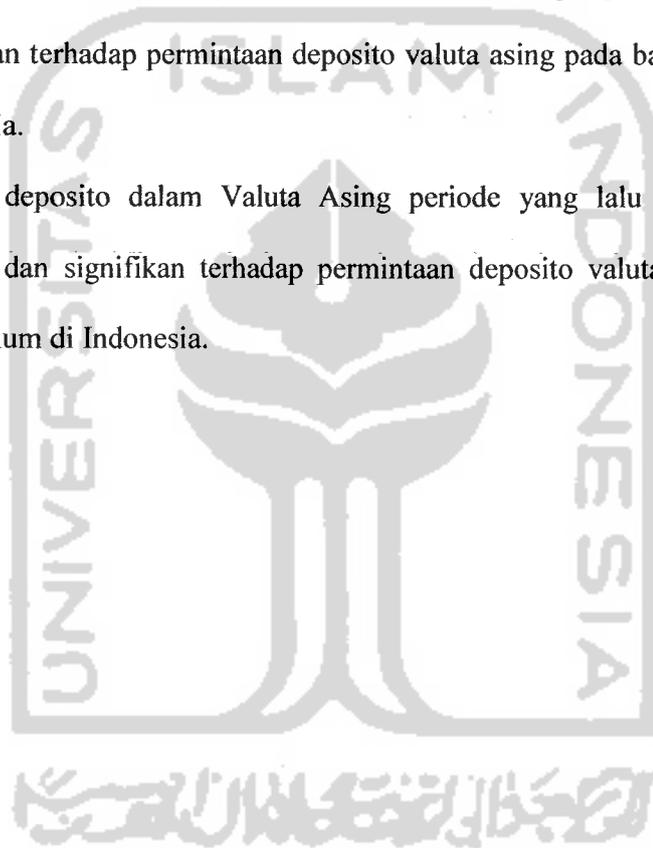 an terhadap permintaan deposito valuta asing pada ba
ia.
deposito dalam Valuta Asing periode yang lalu
dan signifikan terhadap permintaan deposito valuta
um di Indonesia.
ISLAM
UNIVERSITAS
INDONESIA